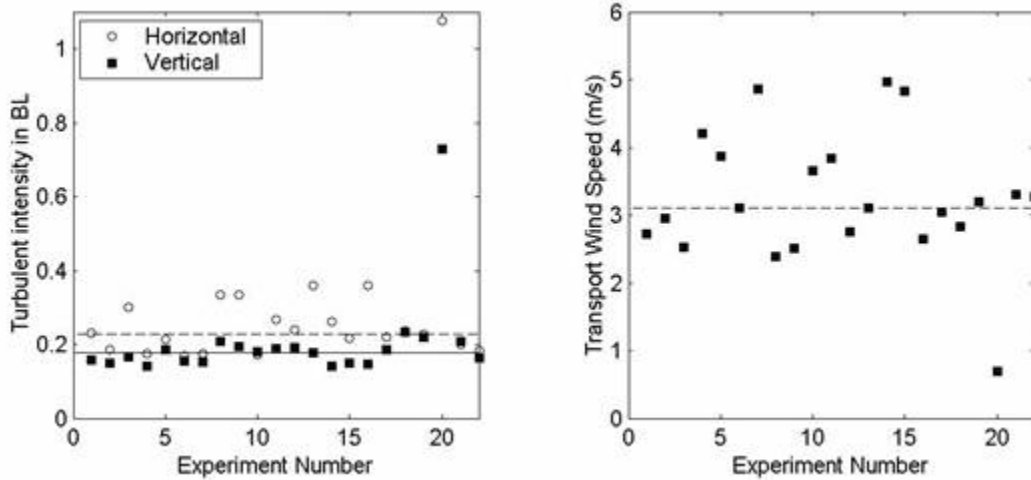 Horizontal
Vertical
Turbulent intensity in BL
1
0.8
0.6
0.4
0.2
0
0 5 10 15 20
Experiment Number
Transport Wind Speed (m/s)
6
5
4
3
2
1
0
0 5 10 15 20
Experiment Number